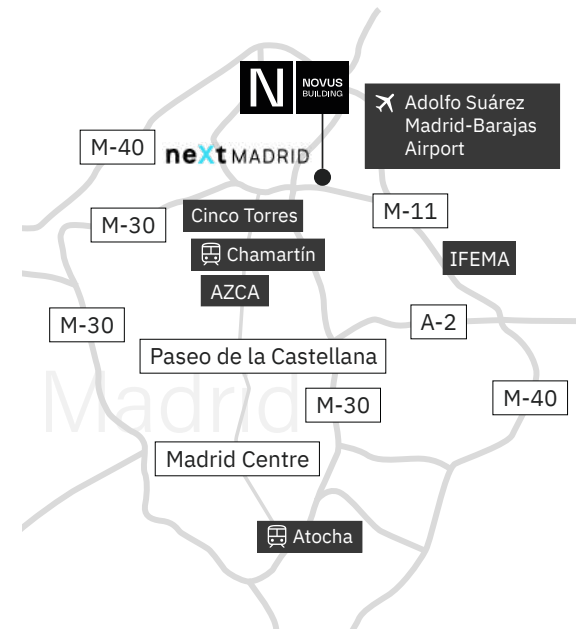 N
NOVUS
BUILDING
Adolfo Suárez
Madrid-Barajas
Airport
M-40
neXt MADRID
M-11
Cinco Torres
M-30
Chamartín
IFEMA
AZCA
M-30
A-2
Paseo de la Castellana
Madrid
M-30
M-40
Madrid Centre
Atocha